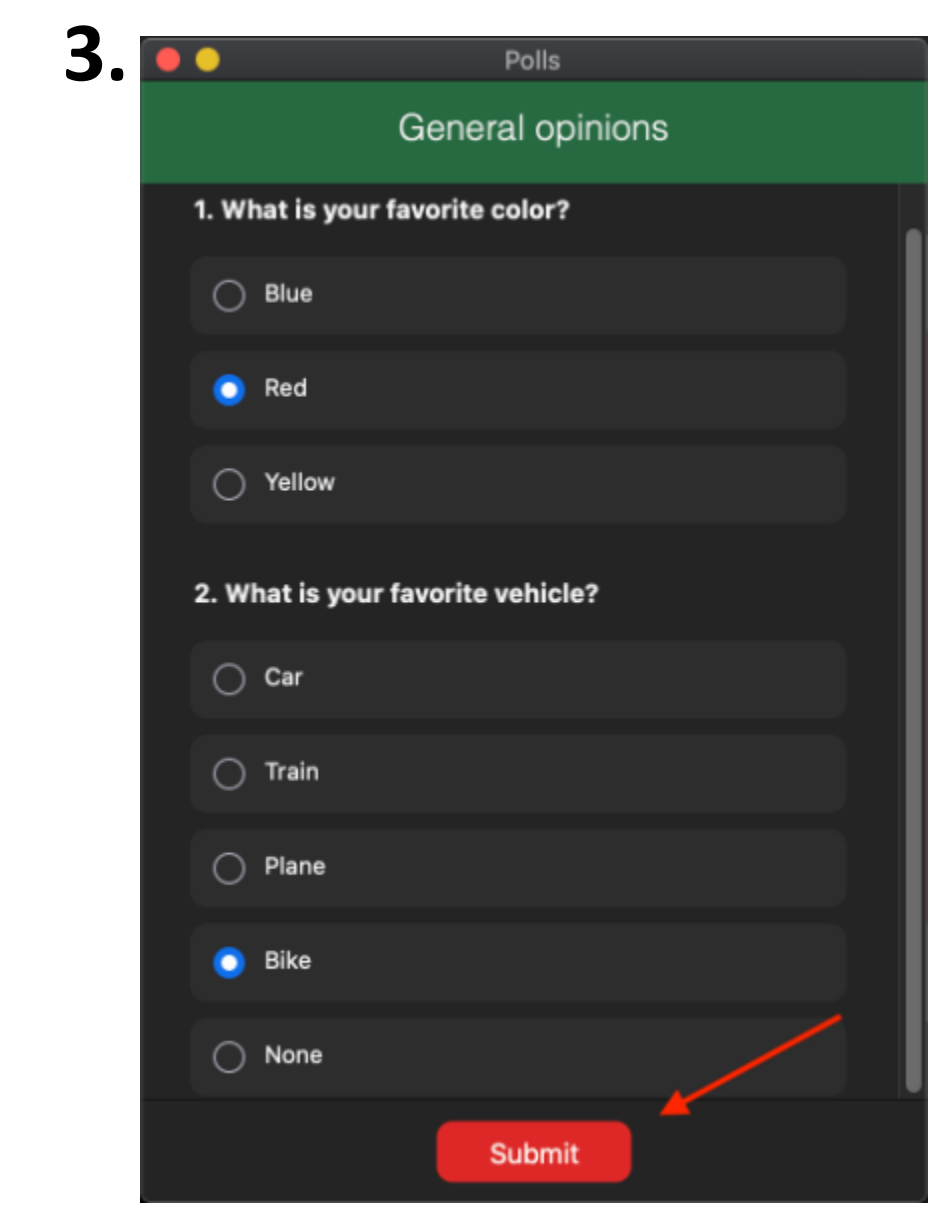 3.
Polls
General opinions
1. What is your favorite color?
Blue
Red
Yellow
2. What is your favorite vehicle?
Car
Train
Plane
Bike
None
Submit